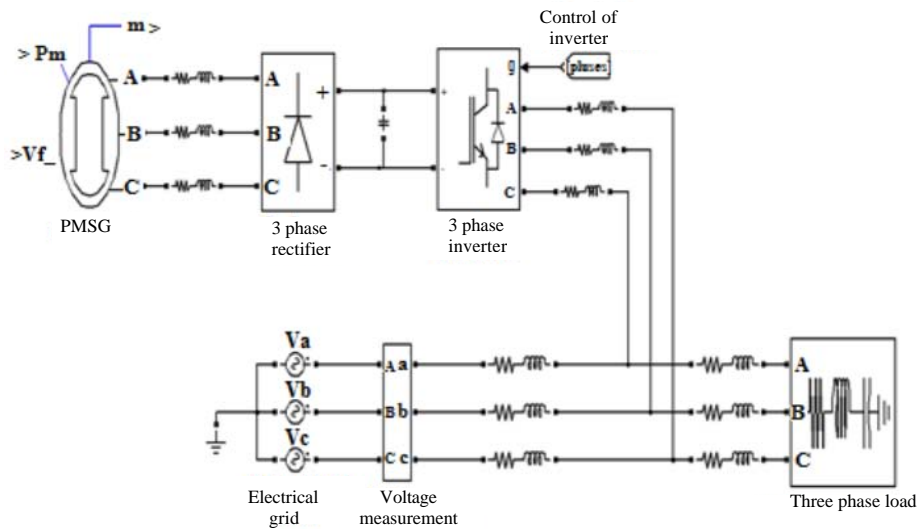 m >
> Pm
>Vf_
A
B
C
PMSG
A
B
C
+
-
3 phase
rectifier
+
-
g
A
B
C
3 phase
inverter
Control of
inverter
pluses
Va
Vb
Vc
A a
B b
C c
Electrical
grid
Voltage
measurement
A
B
C
Three phase load